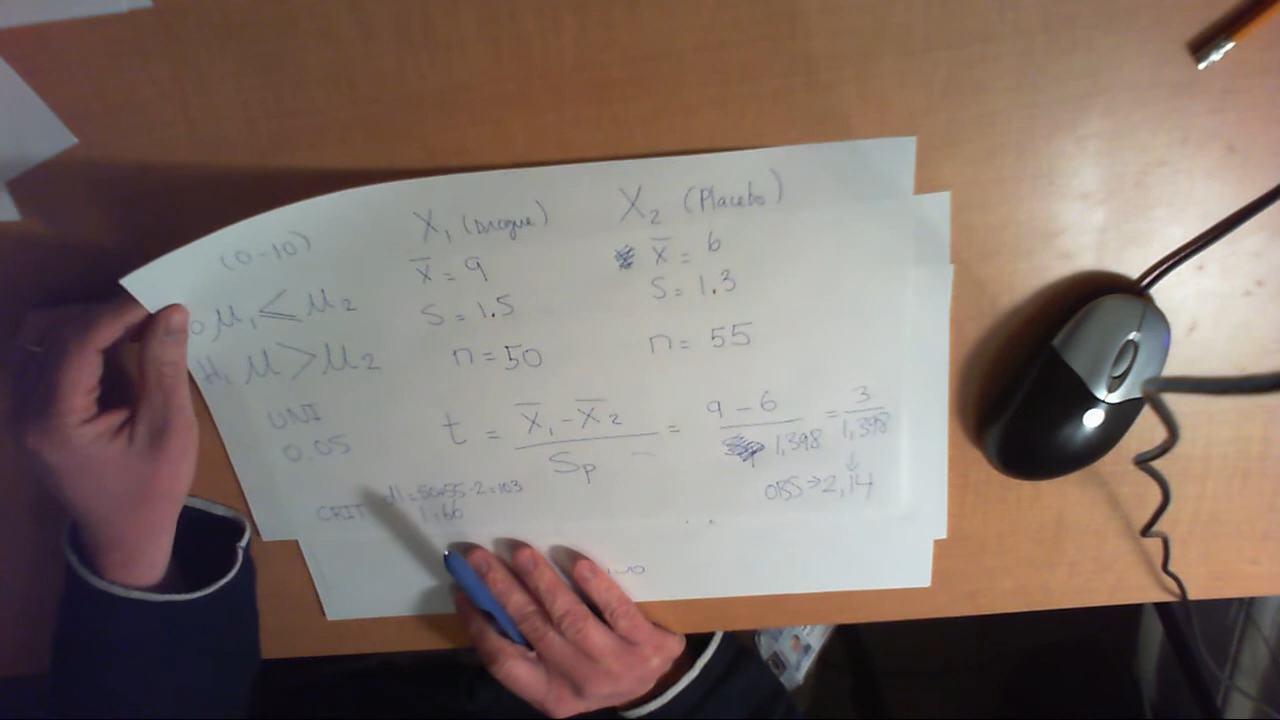 (0-10)
X₁ (Drogue)
X₂ (Placebo)
X̄ = 9
X̄ = 6
S = 1.5
S = 1.3
n = 50
n = 55
μ₁ ≤ μ₂
H₁ μ > μ₂
UNI
0.05
t = (X̄₁ - X̄₂) / Sp = (9 - 6) / 1,398 = 3 / 1,398
OBS → 2,14
dl = 50+55-2 = 103
CRIT 1.66